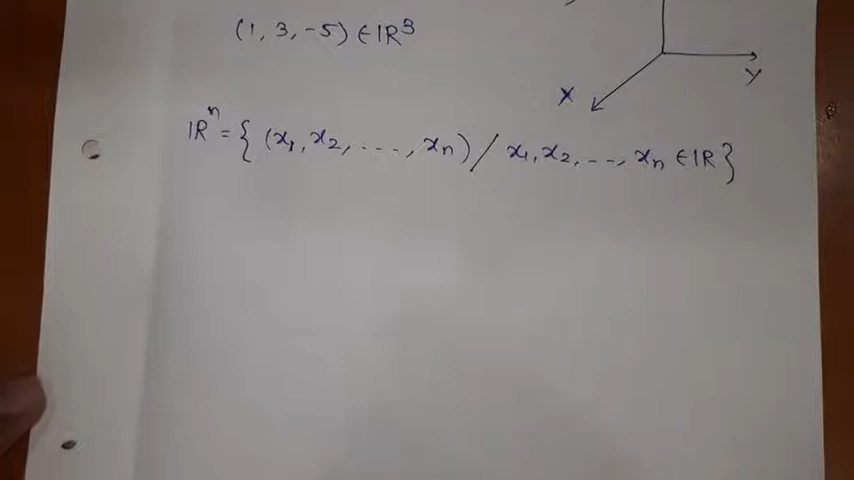 (1, 3, -5) ∈ ℝ³
X
Y
ℝⁿ = { (x₁, x₂, ...., xₙ) / x₁, x₂, ..., xₙ ∈ ℝ }